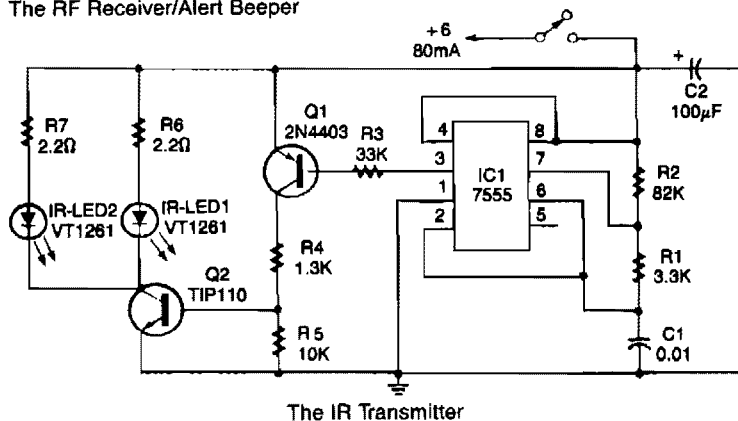 The RF Receiver/Alert Beeper
+6
80mA
+
C2
100µF
R7
2.2Ω
R6
2.2Ω
Q1
2N4403
R3
33K
4
8
3
7
IC1
7555
1
6
2
5
R2
82K
IR-LED2
VT1261
IR-LED1
VT1261
R4
1.3K
R1
3.3K
Q2
TIP110
R5
10K
C1
0.01
The IR Transmitter